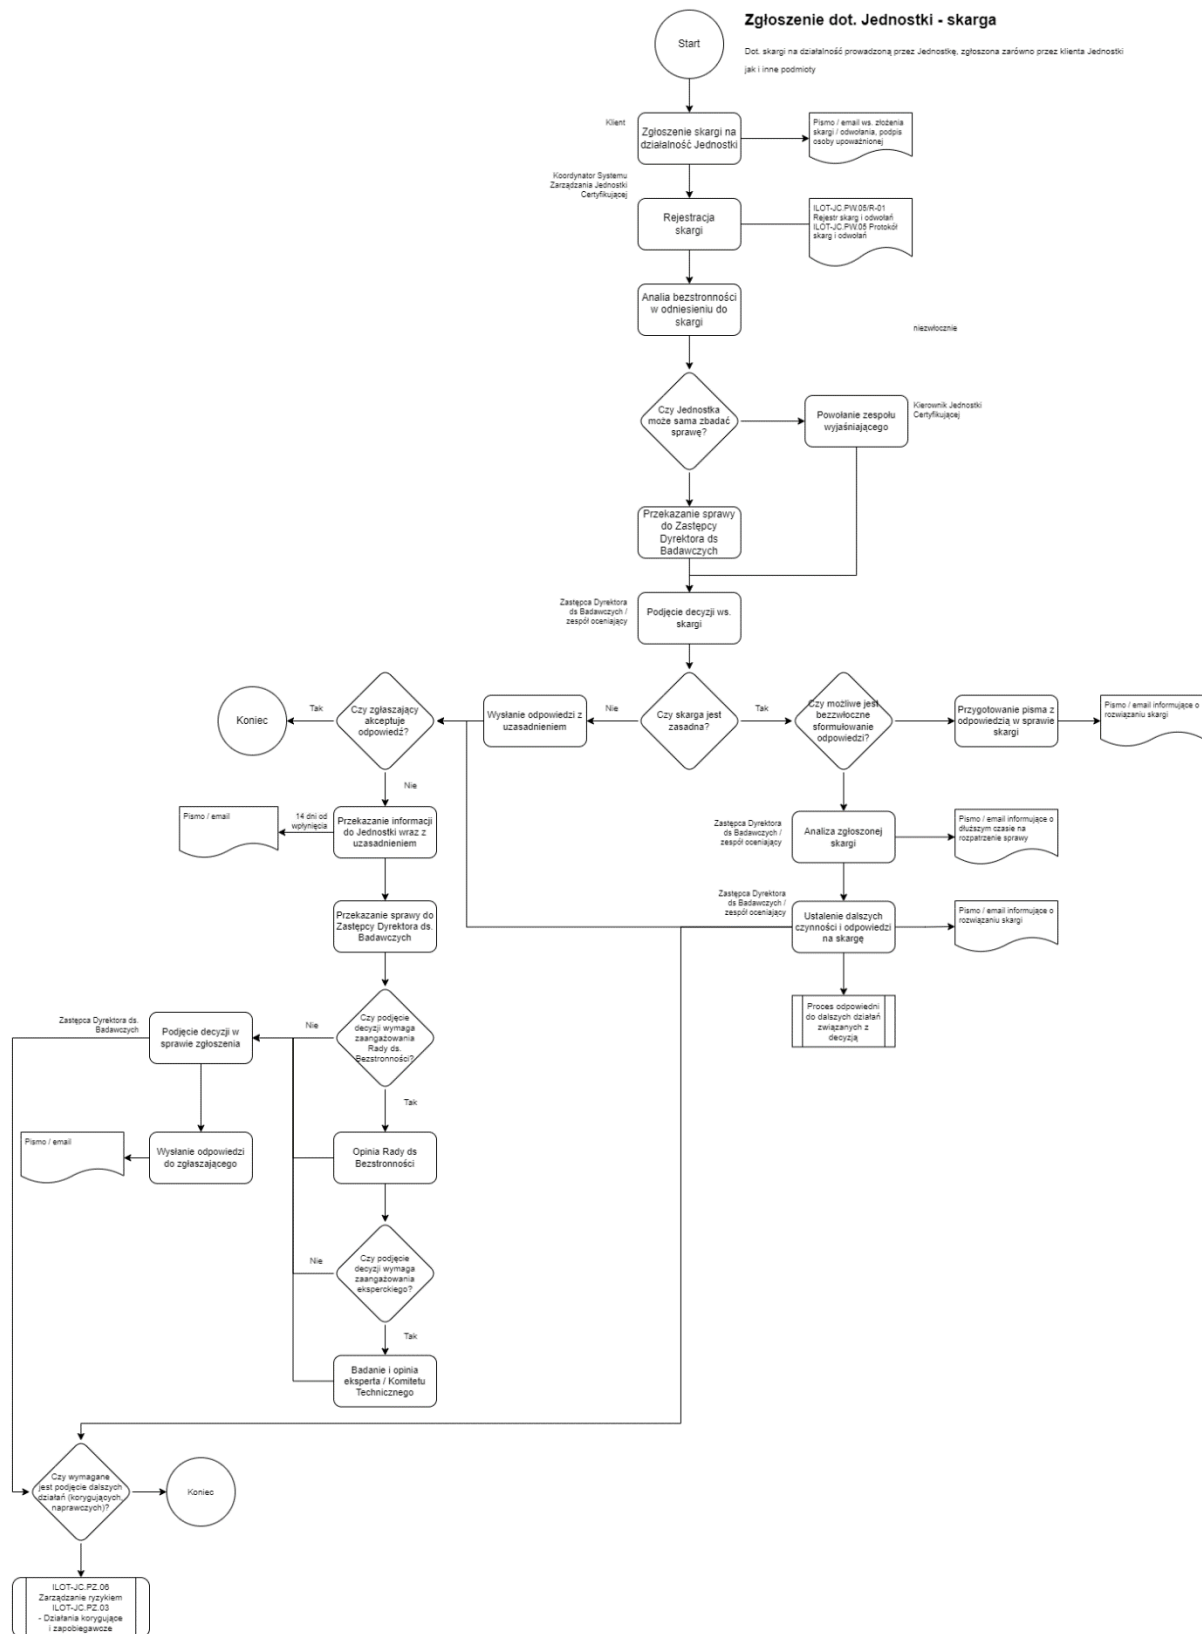 Zgłoszenie dot. Jednostki - skarga
Dot. skargi na działalność prowadzoną przez Jednostkę, zgłoszona zarówno przez klienta Jednostki
jak i inne podmioty
Start
Klient
Zgłoszenie skargi na
działalność Jednostki
Pismo / email ws. złożenia
skargi / odwołania, podpis
osoby upoważnionej
Koordynator Systemu
Zarządzania Jednostki
Certyfikującej
Rejestracja
skargi
ILOT-JC.PW.05/R-01
Rejestr skarg i odwołań
ILOT-JC.PW.05 Protokół
skarg i odwołań
Analia bezstronności
w odniesieniu do
skargi
niezwłocznie
Czy Jednostka
może sama zbadać
sprawę?
Powołanie zespołu
wyjaśniającego
Kierownik Jednostki
Certyfikującej
Przekazanie sprawy
do Zastępcy
Dyrektora ds
Badawczych
Zastępca Dyrektora
ds Badawczych /
zespół oceniający
Podjęcie decyzji ws.
skargi
Koniec
Tak
Czy zgłaszający
akceptuje
odpowiedź?
Wysłanie odpowiedzi z
uzasadnieniem
Nie
Czy skarga jest
zasadna?
Tak
Czy możliwe jest
bezzwłoczne
sformułowanie
odpowiedzi?
Przygotowanie pisma z
odpowiedzią w sprawie
skargi
Pismo / email informujące o
rozwiązaniu skargi
Nie
Pismo / email
14 dni od
wpłynięcia
Przekazanie informacji
do Jednostki wraz z
uzasadnieniem
Zastępca Dyrektora
ds Badawczych /
zespół oceniający
Analiza zgłoszonej
skargi
Pismo / email informujące o
dłuższym czasie na
rozpatrzenie sprawy
Przekazanie sprawy do
Zastępcy Dyrektora ds.
Badawczych
Zastępca Dyrektora
ds Badawczych /
zespół oceniający
Ustalenie dalszych
czynności i odpowiedzi
na skargę
Pismo / email informujące o
rozwiązaniu skargi
Proces odpowiedni
do dalszych działań
związanych z
decyzją
Zastępca Dyrektora ds.
Badawczych
Podjęcie decyzji w
sprawie zgłoszenia
Nie
Czy podjęcie
decyzji wymaga
zaangażowania
Rady ds.
Bezstronności?
Tak
Pismo / email
Wysłanie odpowiedzi
do zgłaszającego
Opinia Rady ds
Bezstronności
Nie
Czy podjęcie
decyzji wymaga
zaangażowania
eksperckiego?
Tak
Badanie i opinia
eksperta / Komitetu
Technicznego
Czy wymagane
jest podjęcie dalszych
działań (korygujących,
naprawczych)?
Koniec
ILOT-JC.PZ.06
Zarządzanie ryzykiem
ILOT-JC.PZ.03
- Działania korygujące
i zapobiegawcze